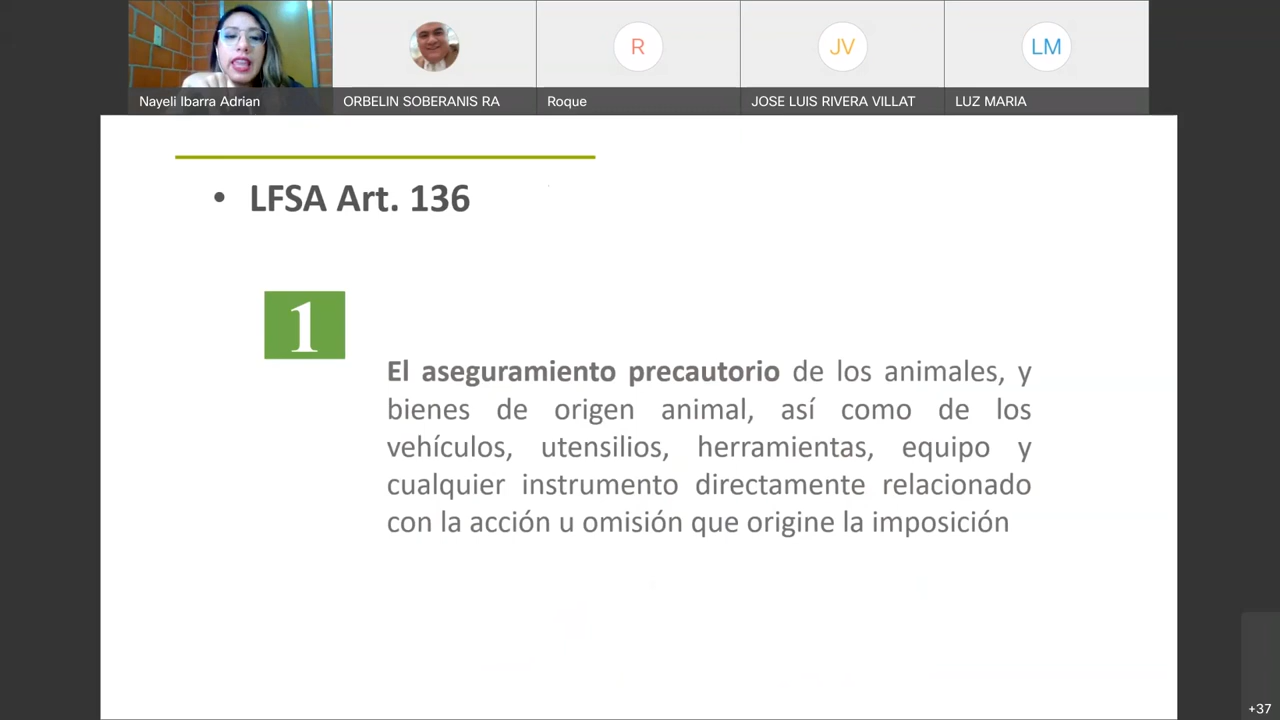 Nayeli Ibarra Adrian
ORBELIN SOBERANIS RA
R
Roque
JV
JOSE LUIS RIVERA VILLAT
LM
LUZ MARIA
• LFSA Art. 136
1
El aseguramiento precautorio de los animales, y
bienes de origen animal, así como de los
vehículos, utensilios, herramientas, equipo y
cualquier instrumento directamente relacionado
con la acción u omisión que origine la imposición
+37